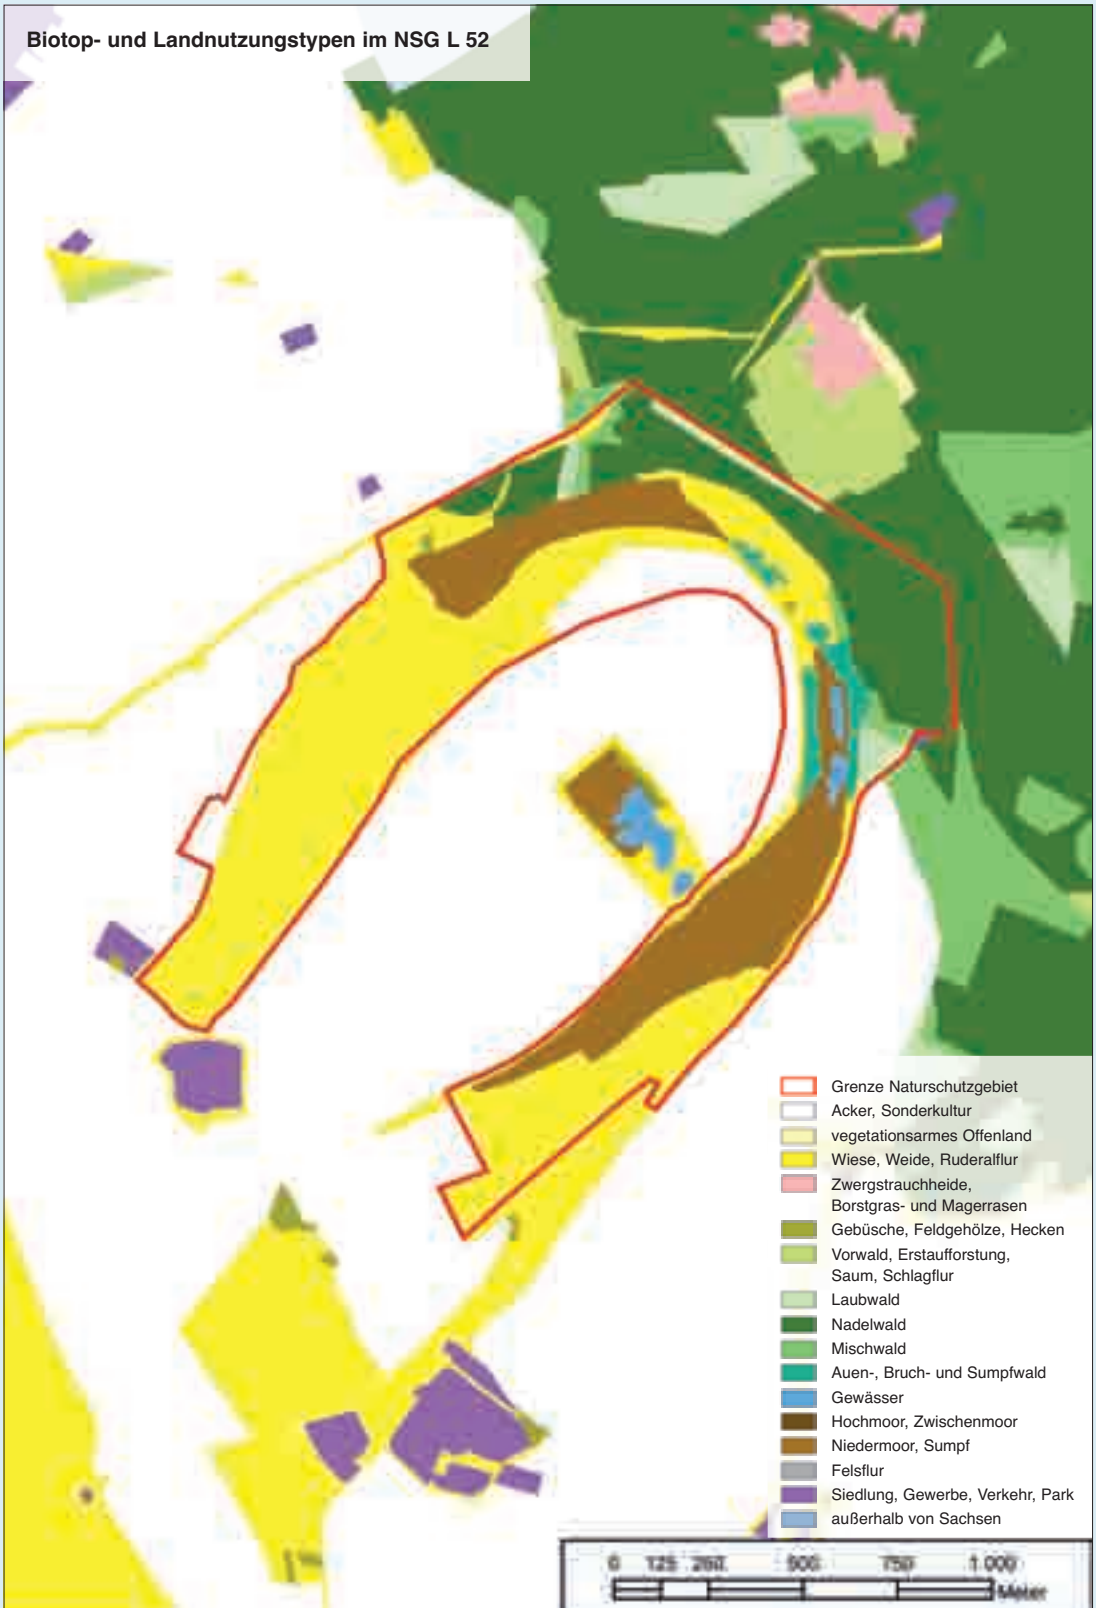 Biotop- und Landnutzungstypen im NSG L 52
Grenze Naturschutzgebiet
Acker, Sonderkultur
vegetationsarmes Offenland
Wiese, Weide, Ruderalflur
Zwergstrauchheide,
Borstgras- und Magerrasen
Gebüsche, Feldgehölze, Hecken
Vorwald, Erstaufforstung,
Saum, Schlagflur
Laubwald
Nadelwald
Mischwald
Auen-, Bruch- und Sumpfwald
Gewässer
Hochmoor, Zwischenmoor
Niedermoor, Sumpf
Felsflur
Siedlung, Gewerbe, Verkehr, Park
außerhalb von Sachsen
0 125 250 500 750 1 000
Meter